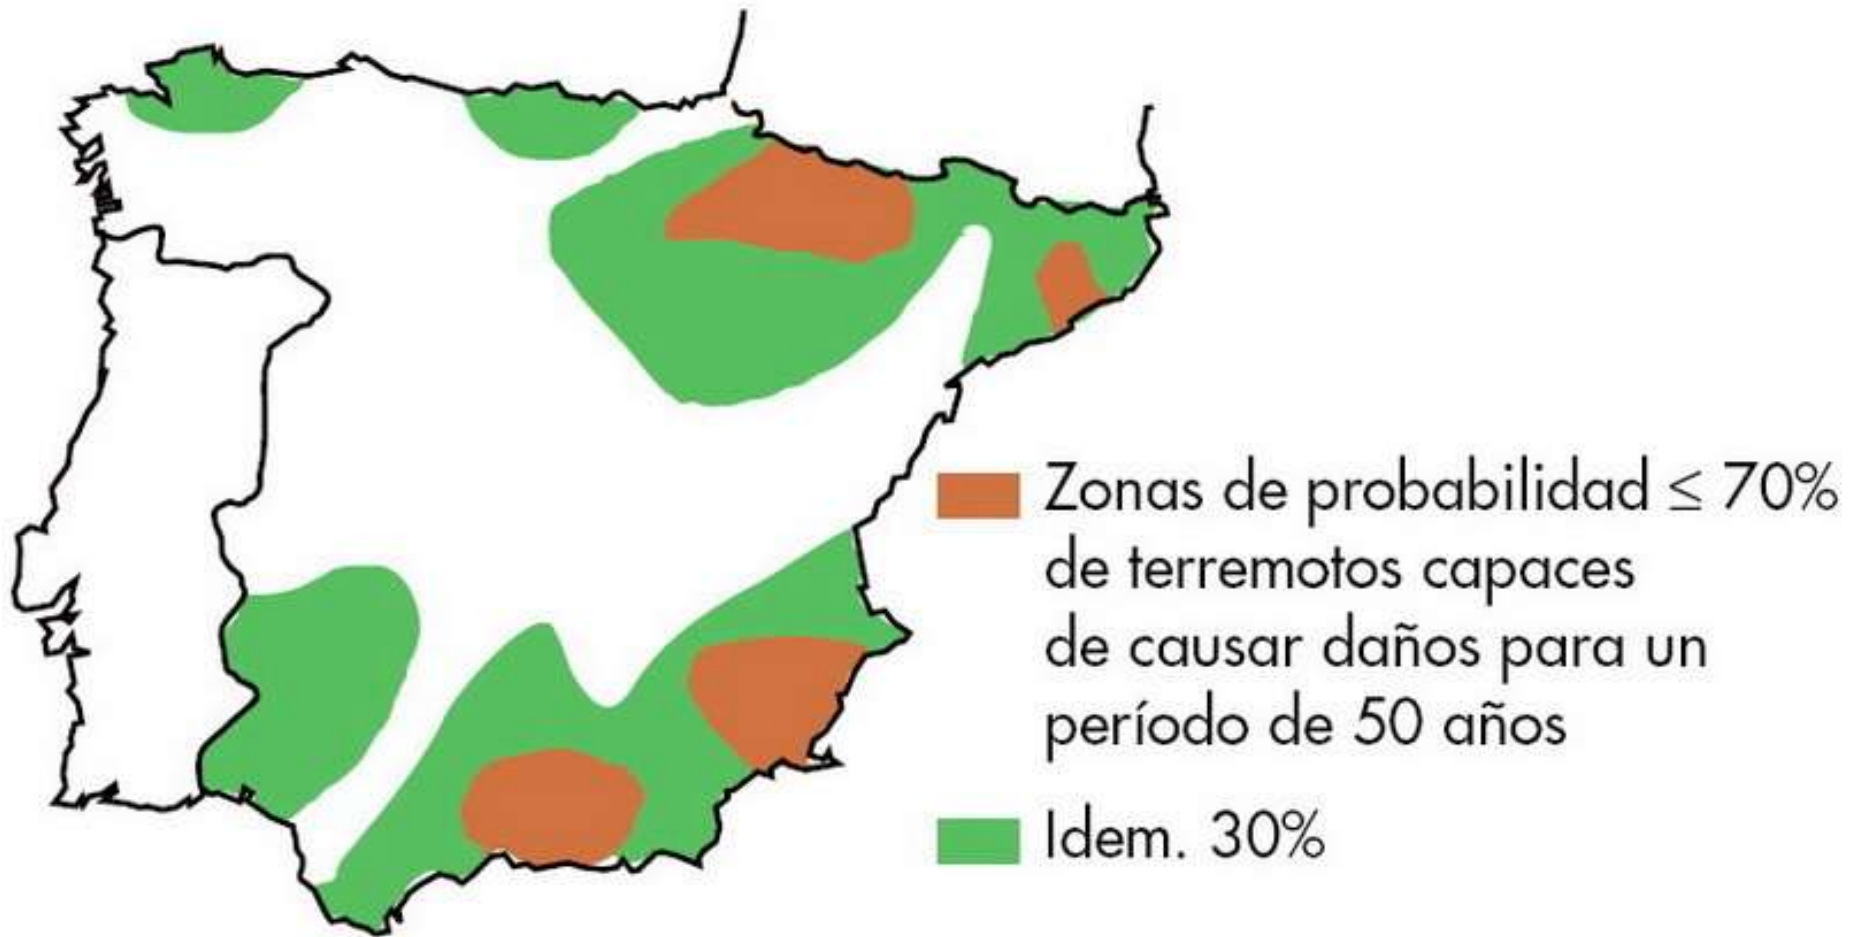 Zonas de probabilidad ≤ 70%
de terremotos capaces
de causar daños para un
período de 50 años
Idem. 30%